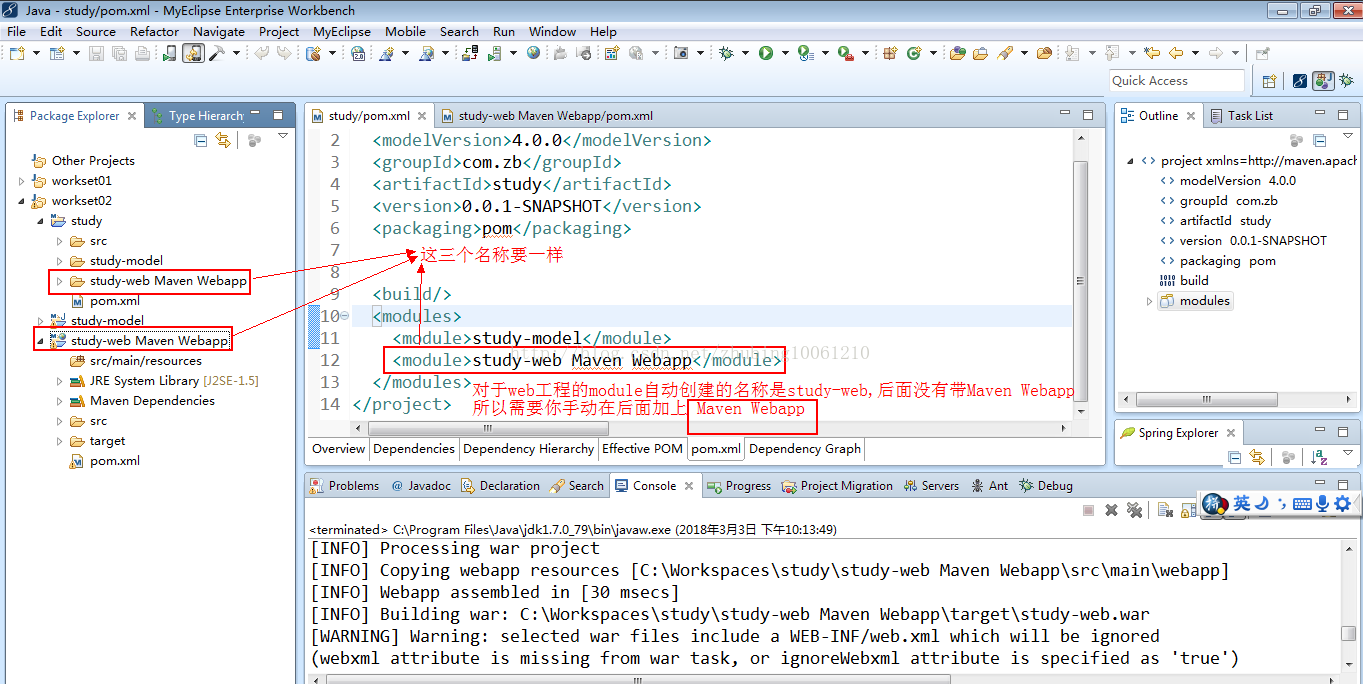 Java - study/pom.xml - MyEclipse Enterprise Workbench
File Edit Source Refactor Navigate Project MyEclipse Mobile Search Run Window Help
Quick Access
Package Explorer Type Hierarchy
Other Projects
workset01
workset02
study
src
study-model
study-web Maven Webapp
pom.xml
study-model
study-web Maven Webapp
src/main/resources
JRE System Library [J2SE-1.5]
Maven Dependencies
src
target
pom.xml
study/pom.xml study-web Maven Webapp/pom.xml
2 <modelVersion>4.0.0</modelVersion>
3 <groupId>com.zb</groupId>
4 <artifactId>study</artifactId>
5 <version>0.0.1-SNAPSHOT</version>
6 <packaging>pom</packaging>
7 这三个名称要一样
8
9 <build/>
10 <modules>
11 <module>study-model</module>
http://blog.csdn.net/zhuhing10061210
12 <module>study-web Maven Webapp</module>
13 </modules>
对于web工程的module自动创建的名称是study-web,后面没有带Maven Webapp
14 </project>
所以需要你手动在后面加上 Maven Webapp
Overview Dependencies Dependency Hierarchy Effective POM pom.xml Dependency Graph
Outline Task List
project xmlns=http://maven.apach
modelVersion 4.0.0
groupId com.zb
artifactId study
version 0.0.1-SNAPSHOT
packaging pom
build
modules
Spring Explorer
Problems Javadoc Declaration Search Console Progress Project Migration Servers Ant Debug
英
<terminated> C:\Program Files\Java\jdk1.7.0_79\bin\javaw.exe (2018年3月3日 下午10:13:49)
[INFO] Processing war project
[INFO] Copying webapp resources [C:\Workspaces\study\study-web Maven Webapp\src\main\webapp]
[INFO] Webapp assembled in [30 msecs]
[INFO] Building war: C:\Workspaces\study\study-web Maven Webapp\target\study-web.war
[WARNING] Warning: selected war files include a WEB-INF/web.xml which will be ignored
(webxml attribute is missing from war task, or ignoreWebxml attribute is specified as 'true')